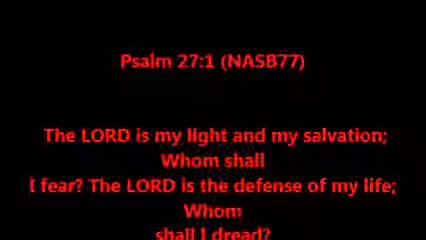 Psalm 27:1 (NASB77)
The LORD is my light and my salvation;
Whom shall
I fear? The LORD is the defense of my life;
Whom
shall I dread?